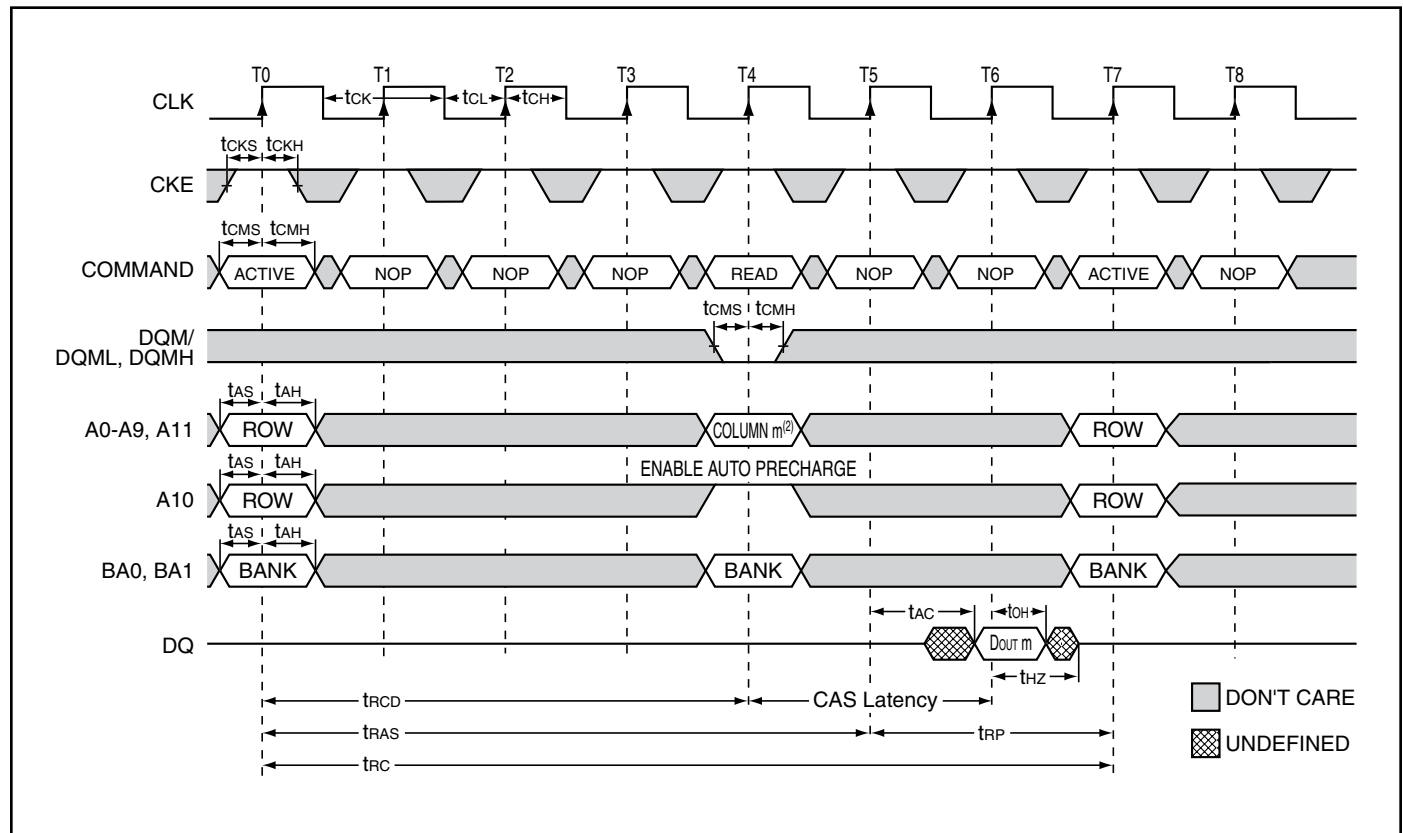 T0 T1 T2 T3 T4 T5 T6 T7 T8
CLK tCK tCL tCH
tCKS tCKH
CKE
tCMS tCMH
COMMAND ACTIVE NOP NOP NOP READ NOP NOP ACTIVE NOP
tCMS tCMH
DQM/
DQML, DQMH
tAS tAH
A0-A9, A11 ROW COLUMN m(2) ROW
tAS tAH ENABLE AUTO PRECHARGE
A10 ROW ROW
tAS tAH
BA0, BA1 BANK BANK BANK
tAC tOH
DQ DOUT m
tHZ
tRCD CAS Latency
DON'T CARE
tRAS tRP
UNDEFINED
tRC